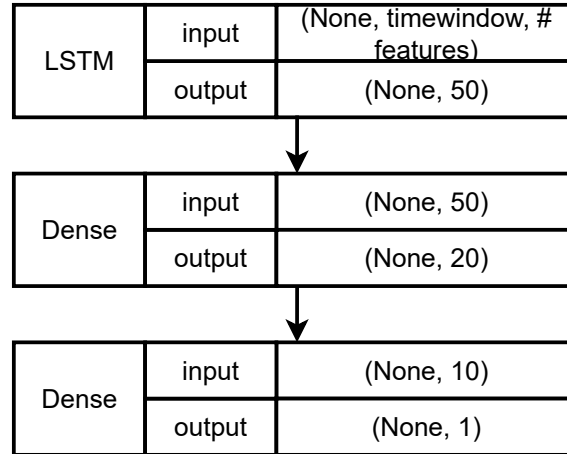 LSTM
input
(None, timewindow, #
features)
output
(None, 50)
Dense
input
(None, 50)
output
(None, 20)
Dense
input
(None, 10)
output
(None, 1)